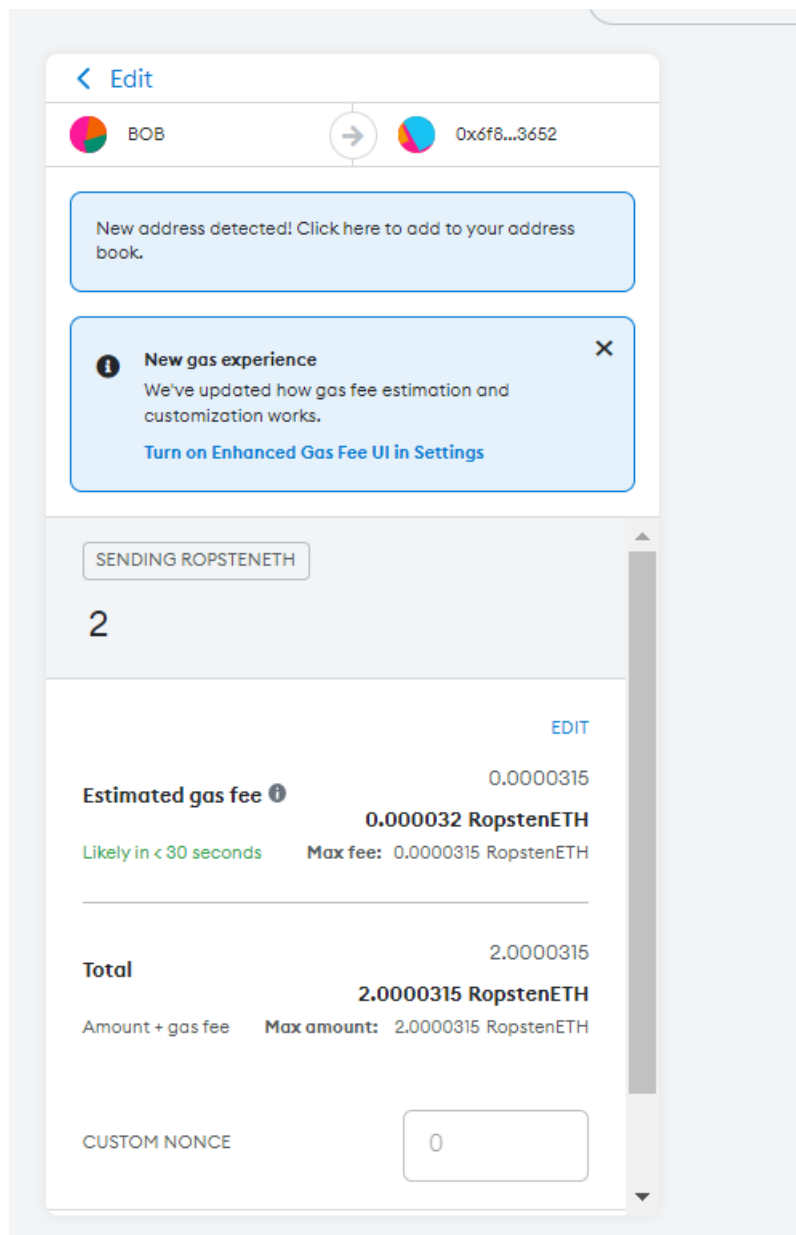 Edit
BOB
0x6f8...3652
New address detected! Click here to add to your address
book.
New gas experience
We've updated how gas fee estimation and
customization works.
Turn on Enhanced Gas Fee UI in Settings
SENDING ROPSTENETH
2
EDIT
0.0000315
Estimated gas fee
0.000032 RopstenETH
Likely in < 30 seconds Max fee: 0.0000315 RopstenETH
2.0000315
Total
2.0000315 RopstenETH
Amount + gas fee Max amount: 2.0000315 RopstenETH
CUSTOM NONCE 0